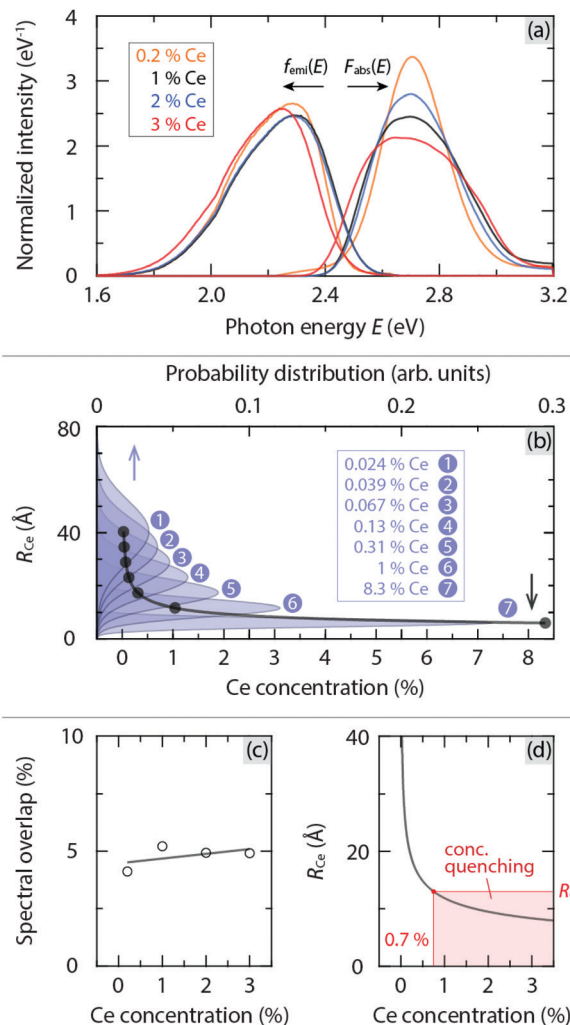 (a)
0.2 % Ce
1 % Ce
2 % Ce
3 % Ce
f_emi(E) F_abs(E)
Normalized intensity (eV⁻¹)
4
3
2
1
0
1.6 2.0 2.4 2.8 3.2
Photon energy E (eV)
Probability distribution (arb. units)
0 0.1 0.2 0.3
(b)
80
40
0
R_Ce (Å)
1
2
3
4
5
6
7
0.024 % Ce 1
0.039 % Ce 2
0.067 % Ce 3
0.13 % Ce 4
0.31 % Ce 5
1 % Ce 6
8.3 % Ce 7
0 1 2 3 4 5 6 7 8
Ce concentration (%)
(c)
10
5
0
Spectral overlap (%)
0 1 2 3
Ce concentration (%)
(d)
40
20
0
R_Ce (Å)
conc.
quenching
R
0.7 %
0 1 2 3
Ce concentration (%)